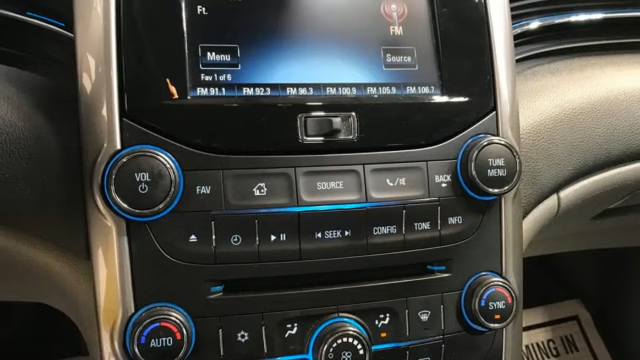 Ft.
FM
Menu
Source
Fav 1 of 6
FM 91.1 FM 92.3 FM 96.3 FM 100.9 FM 105.9 FM 106.7
VOL
FAV
SOURCE
BACK
TUNE
MENU
SEEK
CONFIG
TONE
INFO
AUTO
SYNC
OMING IN